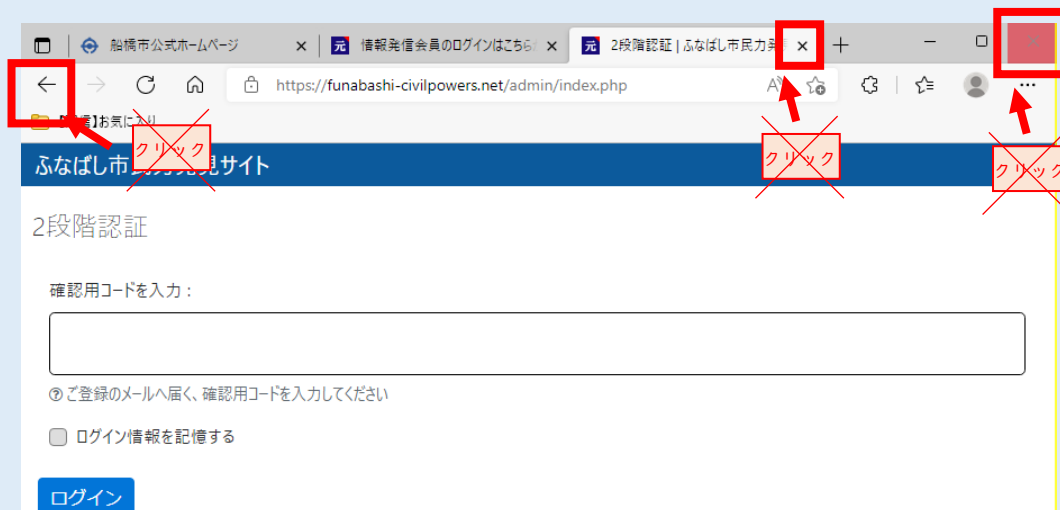 船橋市公式ホームページ
情報発信会員のログインはこちら
2段階認証 | ふなばし市民力発
https://funabashi-civilpowers.net/admin/index.php
お気に入り
クリック
クリック
クリック
ふなばし市民力発見サイト
2段階認証
確認用コードを入力：
ご登録のメールへ届く、確認用コードを入力してください
ログイン情報を記憶する
ログイン